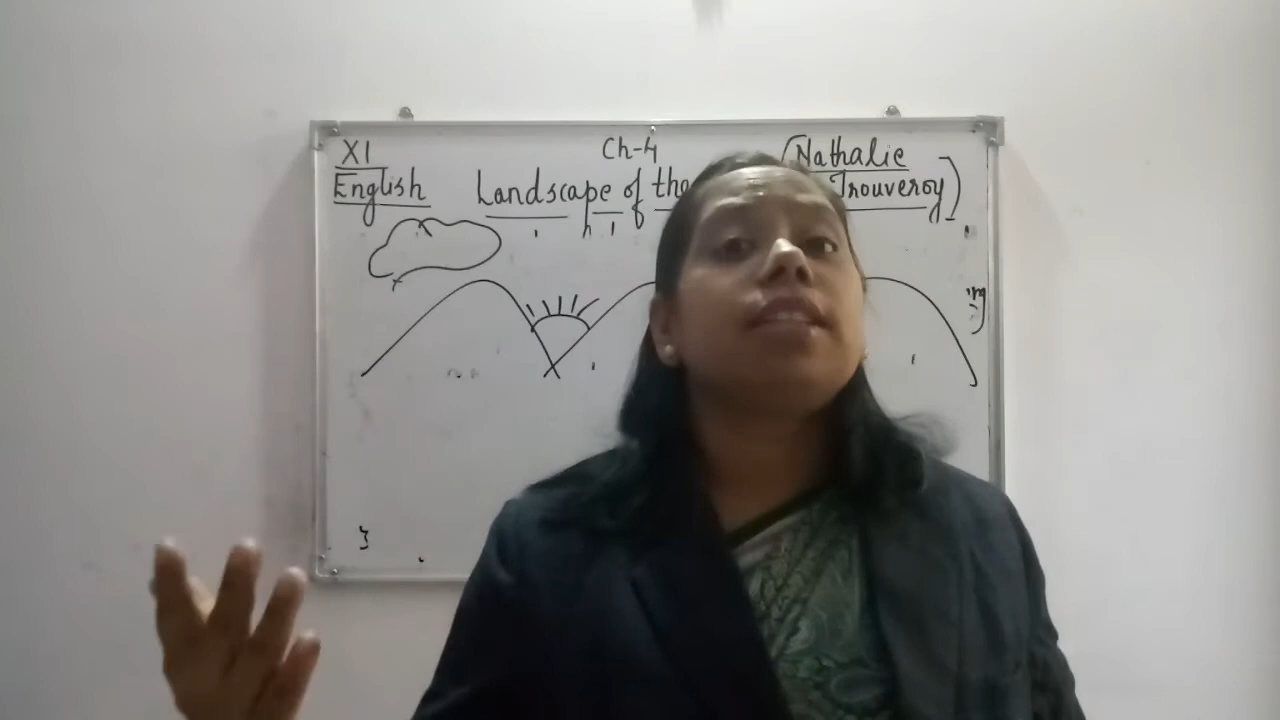 XI
Ch-4
(Nathalie
English
Landscape of the
Trouveroy)